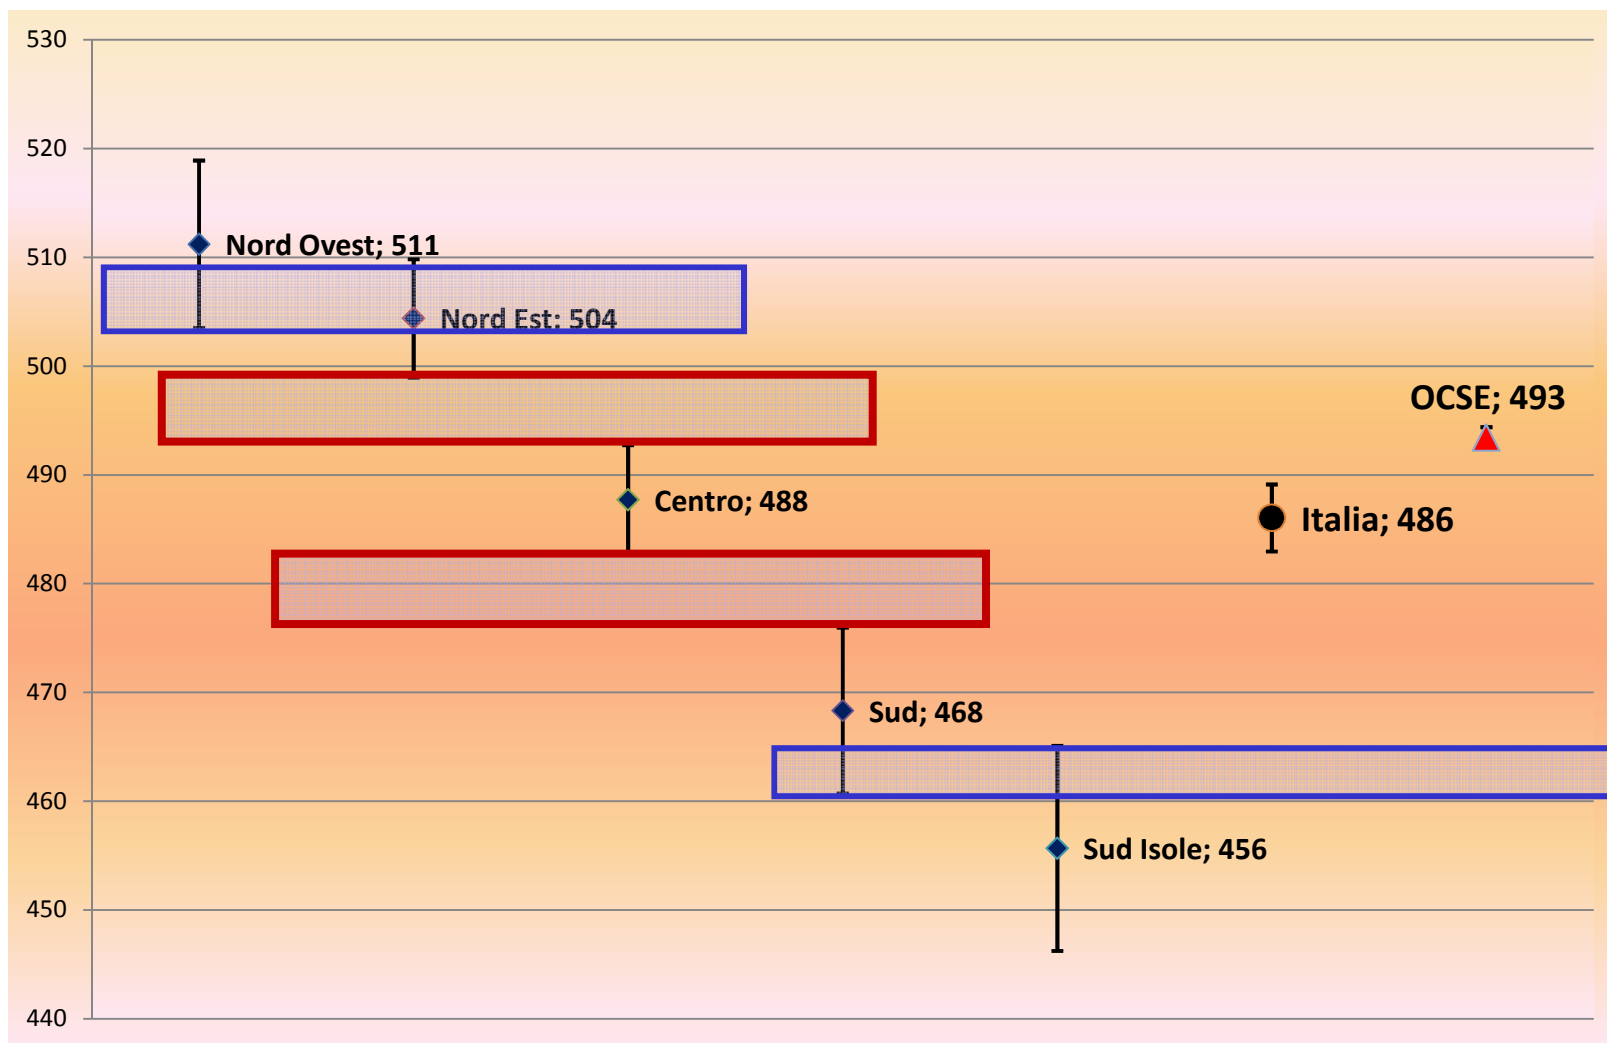 530
520
Nord Ovest; 511
510
Nord Est: 504
500
OCSE; 493
490
Centro; 488
Italia; 486
480
470
Sud; 468
460
Sud Isole; 456
450
440